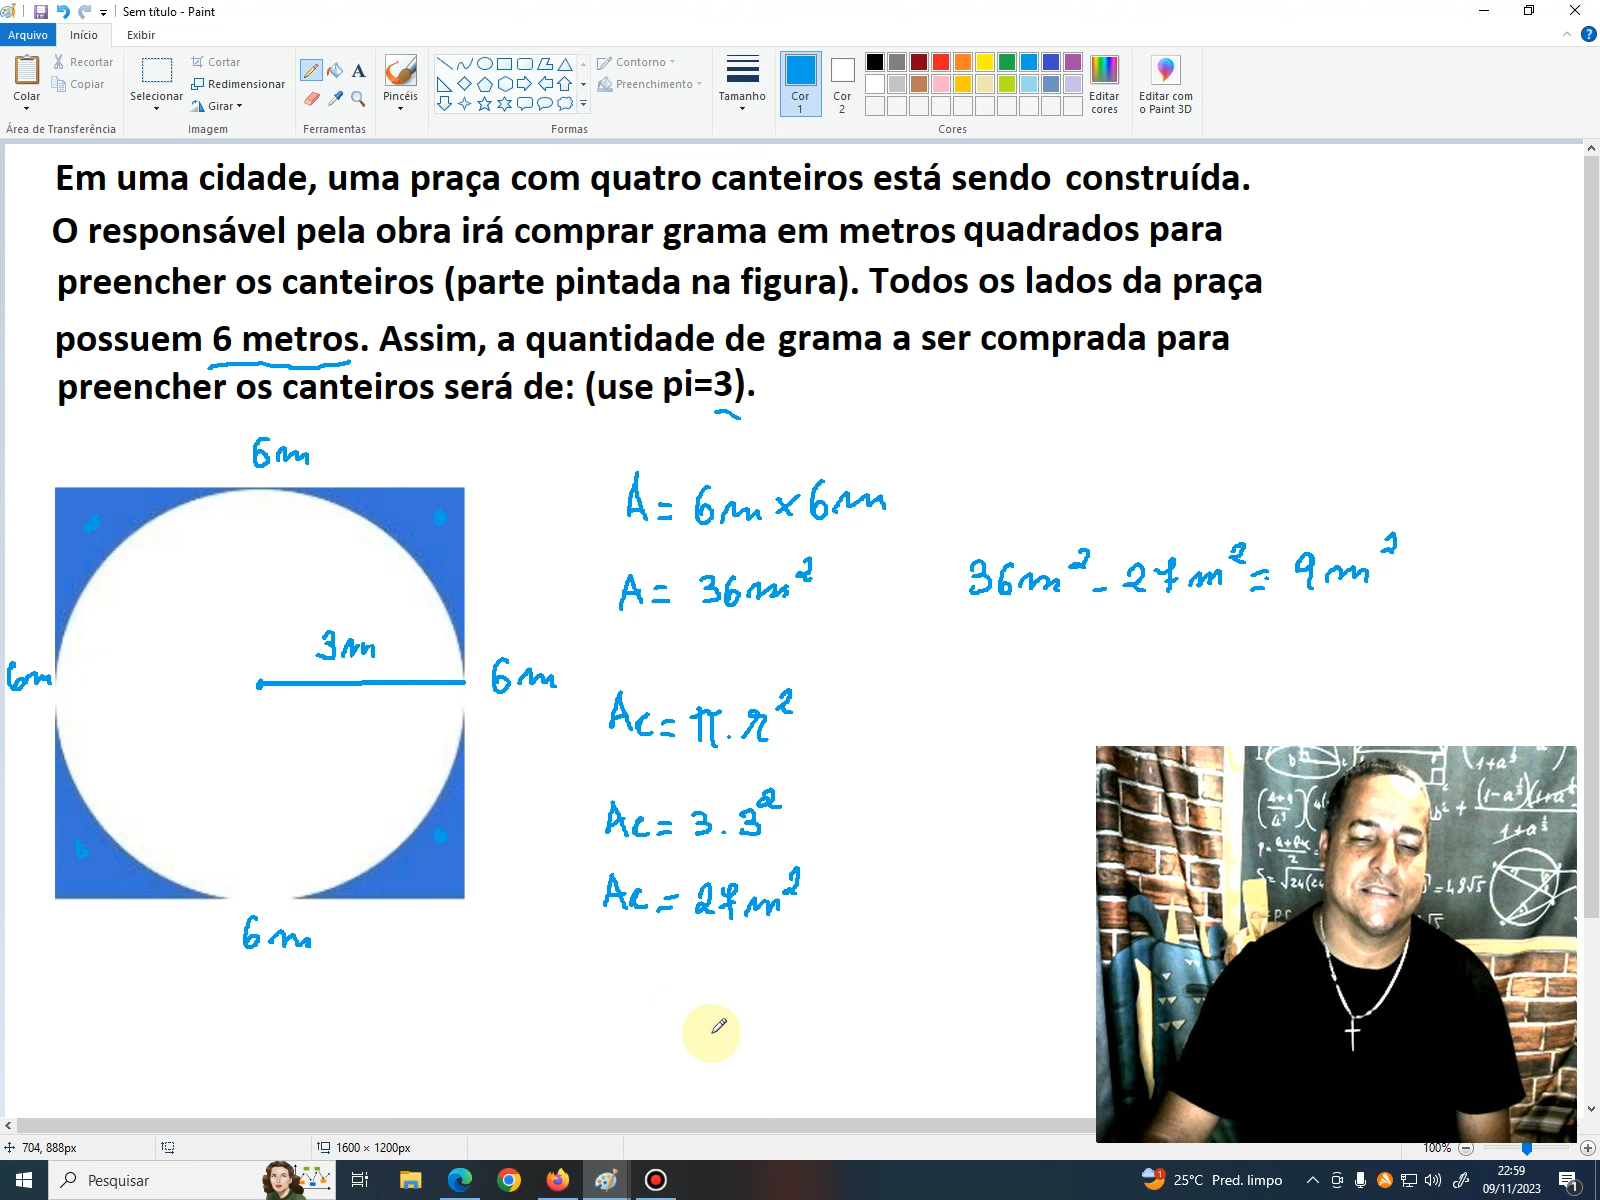 Sem título - Paint
Arquivo Início Exibir
Colar
Recortar
Copiar
Área de Transferência
Selecionar
Cortar
Redimensionar
Girar
Imagem
A
Ferramentas
Pincéis
Contorno
Preenchimento
Formas
Tamanho
Cor 1
Cor 2
Editar cores
Cores
Editar com o Paint 3D
Em uma cidade, uma praça com quatro canteiros está sendo construída.
O responsável pela obra irá comprar grama em metros quadrados para
preencher os canteiros (parte pintada na figura). Todos os lados da praça
possuem 6 metros. Assim, a quantidade de grama a ser comprada para
preencher os canteiros será de: (use pi=3).
6m
A = 6m x 6m
A = 36m²
36m² - 27m² = 9m²
3m
6m
6m
Ac = π.r²
Ac = 3.3²
Ac = 27m²
6m
704, 888px
1600 × 1200px
100%
Pesquisar
25°C Pred. limpo
22:59
09/11/2023